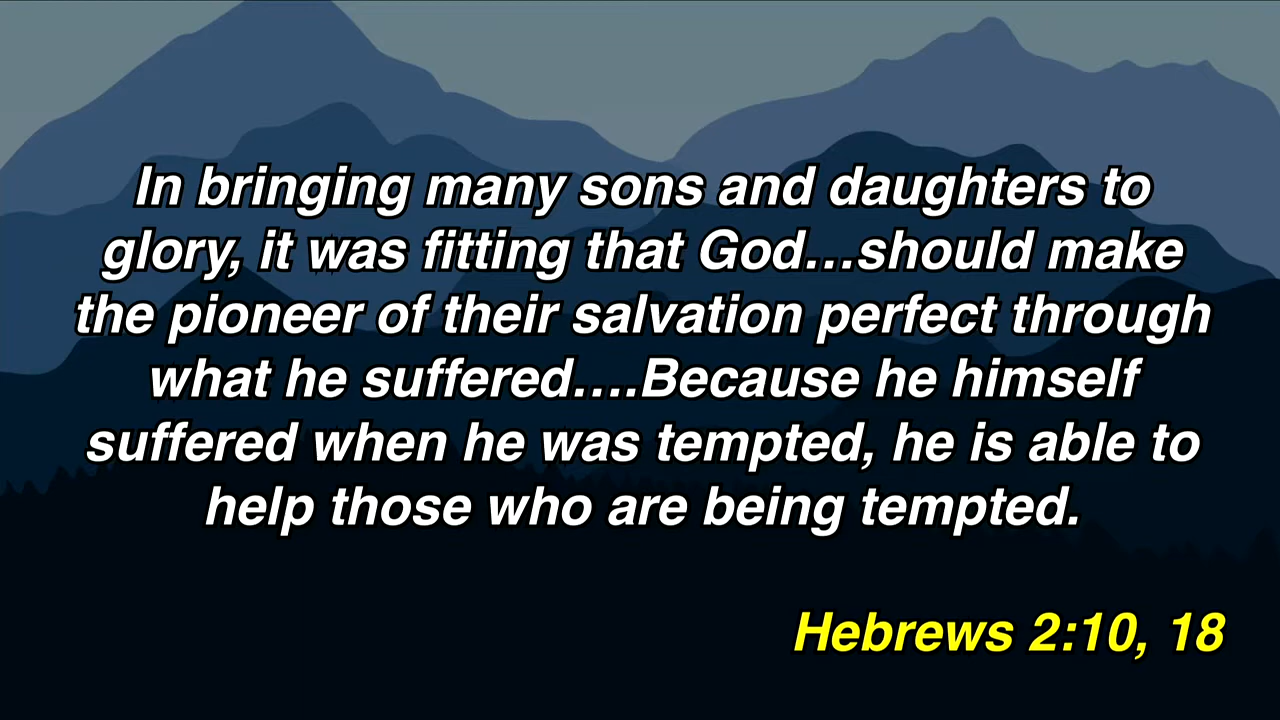 In bringing many sons and daughters to
glory, it was fitting that God...should make
the pioneer of their salvation perfect through
what he suffered....Because he himself
suffered when he was tempted, he is able to
help those who are being tempted.
Hebrews 2:10, 18